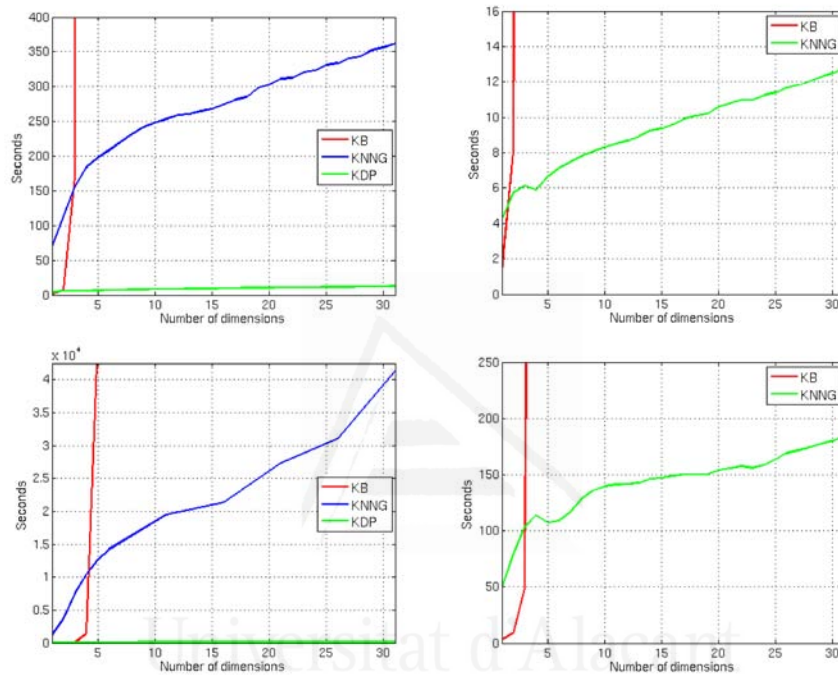 400
350
300
250
200
150
100
50
0
Seconds
KB
KNNG
KDP
5 10 15 20 25 30
Number of dimensions
16
14
12
10
8
6
4
2
0
Seconds
KB
KNNG
5 10 15 20 25 30
Number of dimensions
x 10⁴
4
3.5
3
2.5
2
1.5
1
0.5
0
Seconds
KB
KNNG
KDP
5 10 15 20 25 30
Number of dimensions
250
200
150
100
50
0
Seconds
KB
KNNG
5 10 15 20 25 30
Number of dimensions
Universitat d'Alacant